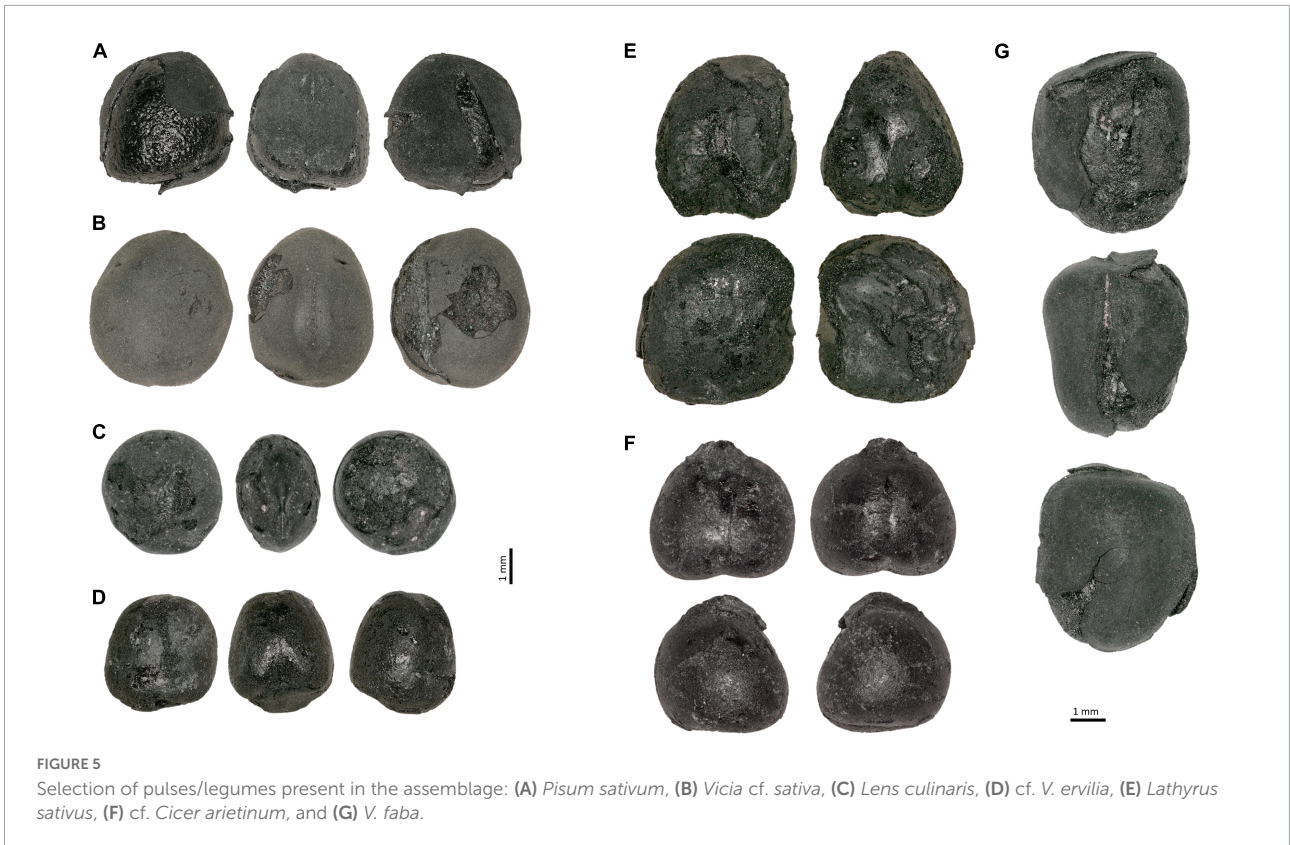 A
E
G
B
C
F
1 mm
D
1 mm
FIGURE 5
Selection of pulses/legumes present in the assemblage: (A) Pisum sativum, (B) Vicia cf. sativa, (C) Lens culinaris, (D) cf. V. ervilia, (E) Lathyrus
sativus, (F) cf. Cicer arietinum, and (G) V. faba.